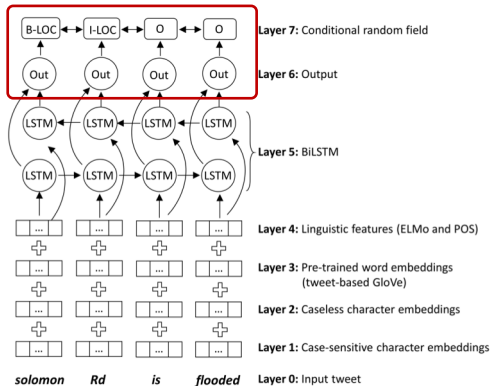 B-LOC I-LOC O O Layer 7: Conditional random field
Out Out Out Out Layer 6: Output
LSTM LSTM LSTM LSTM
Layer 5: BiLSTM
LSTM LSTM LSTM LSTM
... ... ... ... Layer 4: Linguistic features (ELMo and POS)
... ... ... ... Layer 3: Pre-trained word embeddings
(tweet-based GloVe)
... ... ... ... Layer 2: Caseless character embeddings
... ... ... ... Layer 1: Case-sensitive character embeddings
solomon Rd is flooded Layer 0: Input tweet